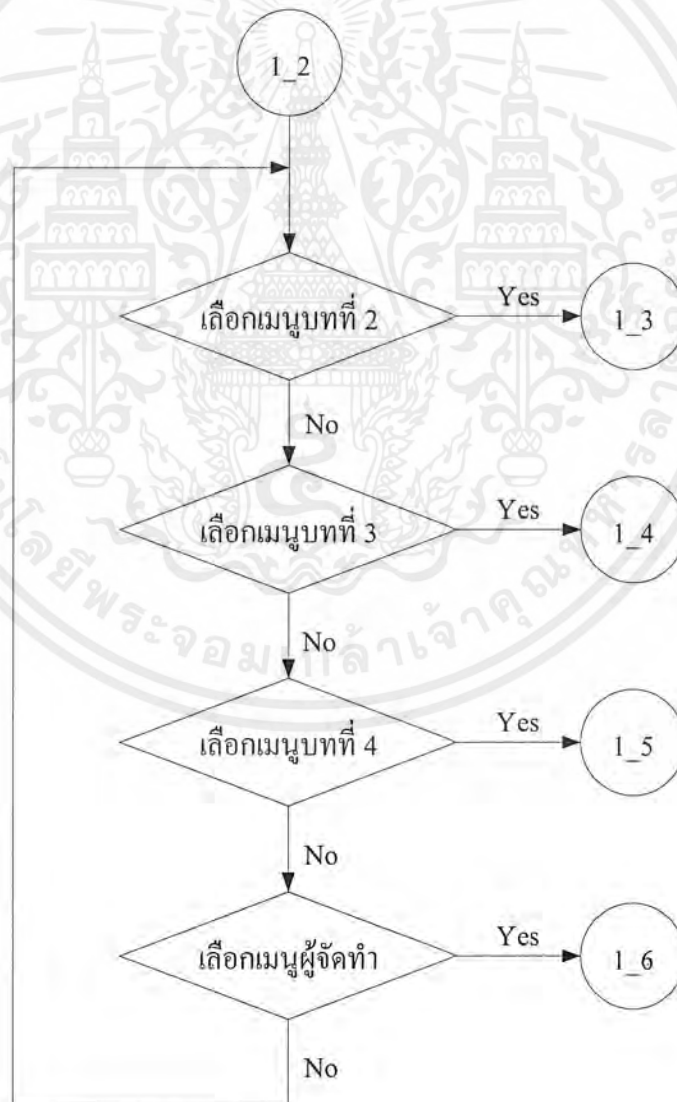 1_2
เลือกเมนูบทที่ 2
Yes
1_3
No
เลือกเมนูบทที่ 3
Yes
1_4
No
เลือกเมนูบทที่ 4
Yes
1_5
No
เลือกเมนูผู้จัดทำ
Yes
1_6
No